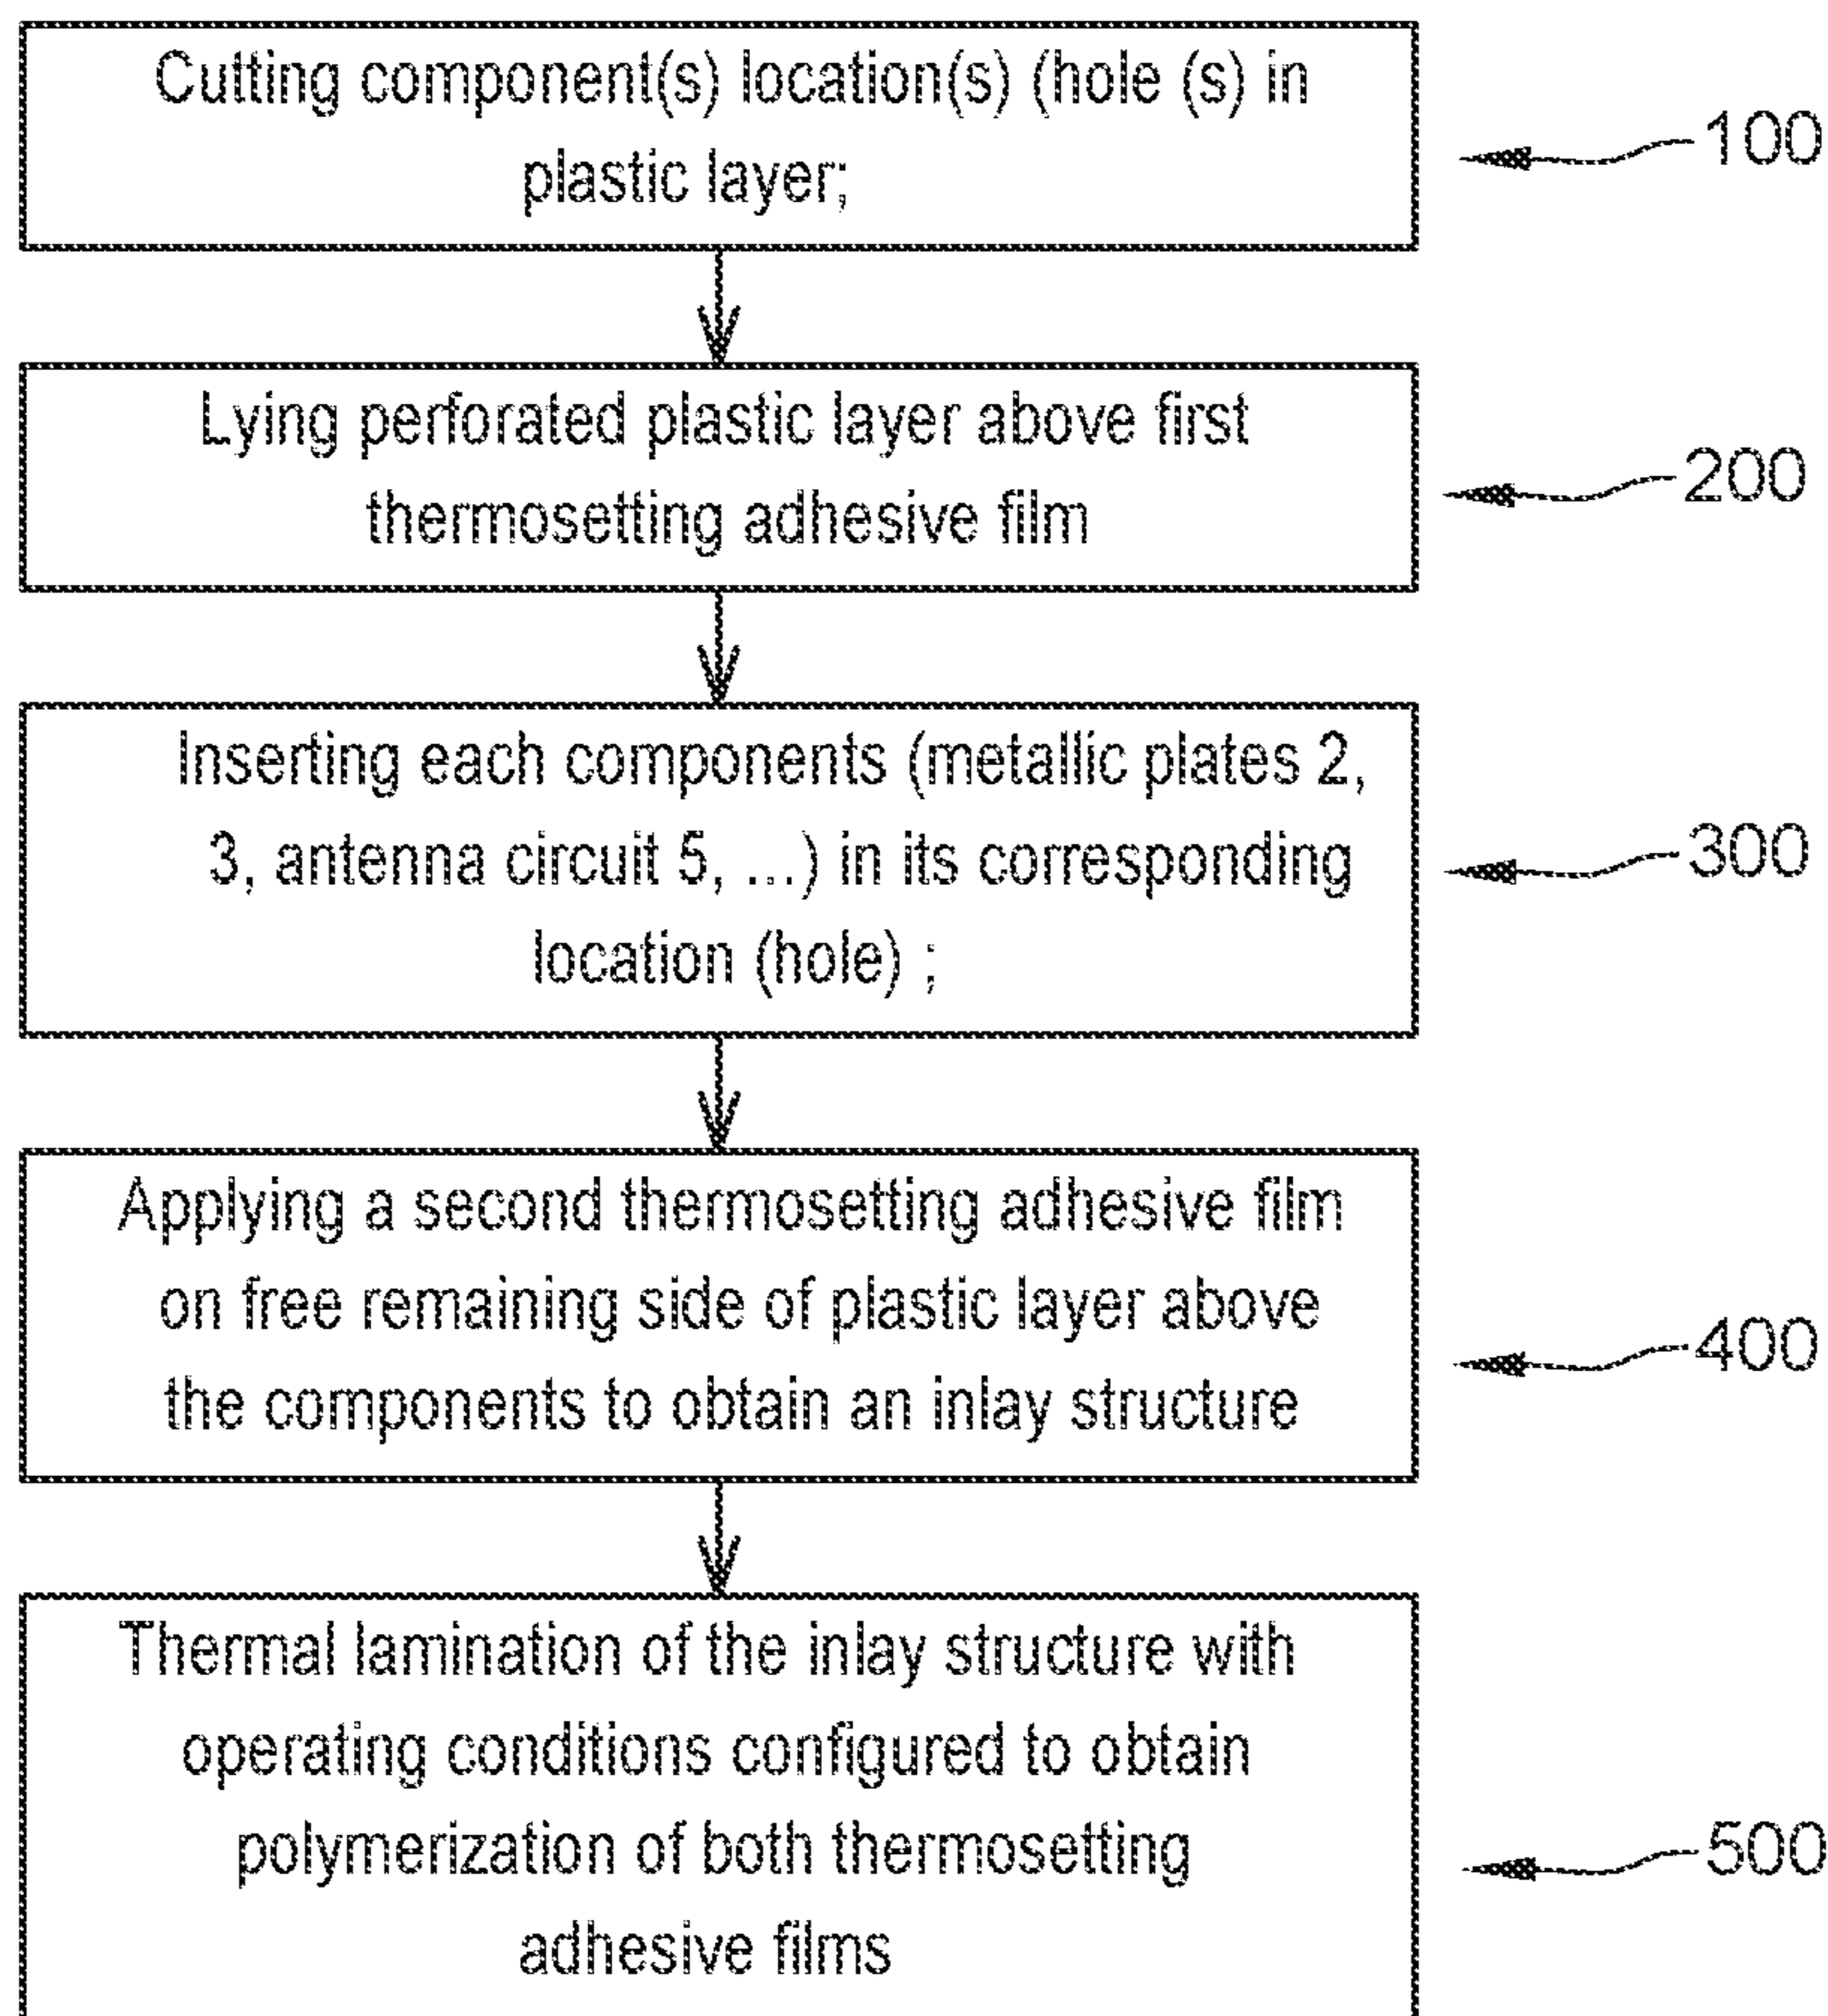 Cutting component(s) location(s) (hole (s) in
plastic layer;
100
Lying perforated plastic layer above first
thermosetting adhesive film
200
Inserting each components (metallic plates 2,
3, antenna circuit 5, ...) in its corresponding
location (hole) ;
300
Applying a second thermosetting adhesive film
on free remaining side of plastic layer above
the components to obtain an inlay structure
400
Thermal lamination of the inlay structure with
operating conditions configured to obtain
polymerization of both thermosetting
adhesive films
500